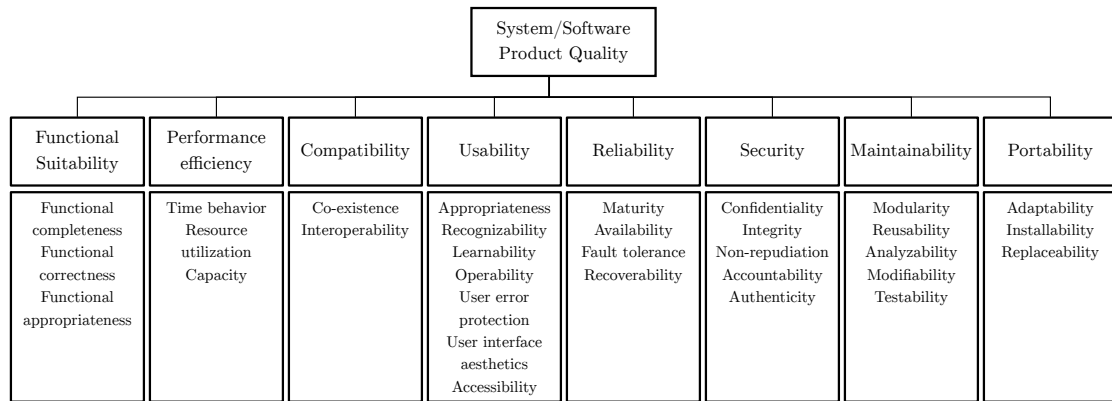 System/Software
Product Quality
Functional
Suitability
Performance
efficiency
Compatibility
Usability
Reliability
Security
Maintainability
Portability
Functional
completeness
Functional
correctness
Functional
appropriateness
Time behavior
Resource
utilization
Capacity
Co-existence
Interoperability
Appropriateness
Recognizability
Learnability
Operability
User error
protection
User interface
aesthetics
Accessibility
Maturity
Availability
Fault tolerance
Recoverability
Confidentiality
Integrity
Non-repudiation
Accountability
Authenticity
Modularity
Reusability
Analyzability
Modifiability
Testability
Adaptability
Installability
Replaceability